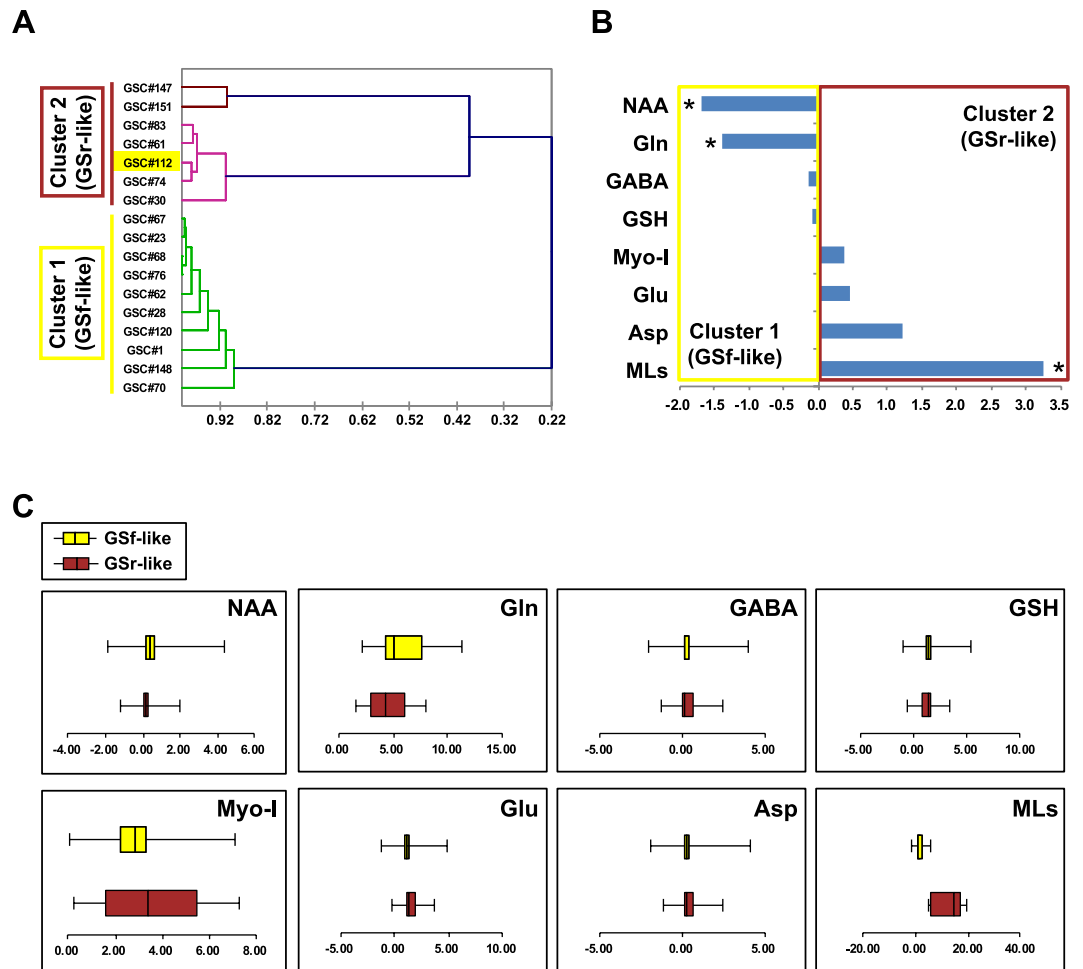 A
Cluster 2
(GSr-like)
Cluster 1
(GSf-like)
GSC#147
GSC#151
GSC#83
GSC#61
GSC#112
GSC#74
GSC#30
GSC#67
GSC#23
GSC#68
GSC#76
GSC#62
GSC#28
GSC#120
GSC#1
GSC#148
GSC#70
0.92 0.82 0.72 0.62 0.52 0.42 0.32 0.22
B
NAA
Gln
GABA
GSH
Myo-I
Glu
Asp
MLs
*
*
*
Cluster 2
(GSr-like)
Cluster 1
(GSf-like)
-2.0 -1.5 -1.0 -0.5 0.0 0.5 1.0 1.5 2.0 2.5 3.0 3.5
C
GSf-like
GSr-like
NAA
-4.00 -2.00 0.00 2.00 4.00 6.00
Gln
0.00 5.00 10.00 15.00
GABA
-5.00 0.00 5.00
GSH
-5.00 0.00 5.00 10.00
Myo-I
0.00 2.00 4.00 6.00 8.00
Glu
-5.00 0.00 5.00 10.00
Asp
-5.00 0.00 5.00
MLs
-20.00 0.00 20.00 40.00